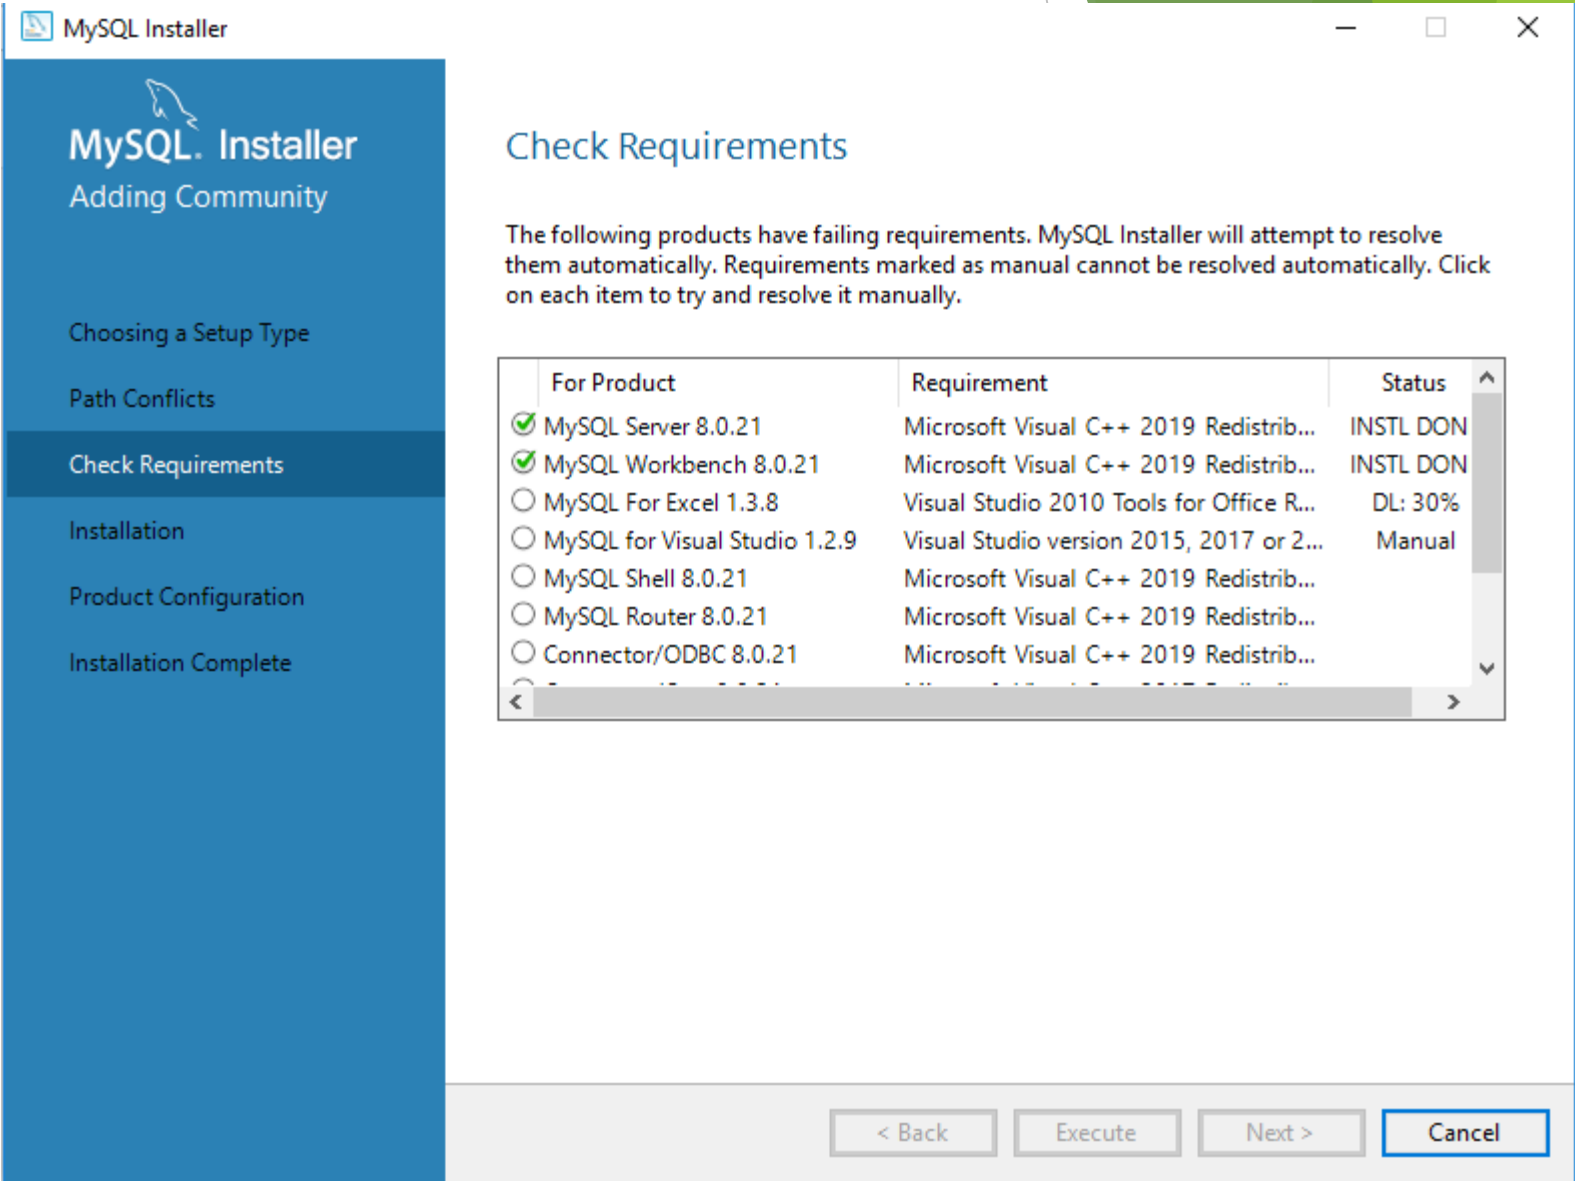 MySQL Installer
MySQL. Installer
Adding Community
Choosing a Setup Type
Path Conflicts
Check Requirements
Installation
Product Configuration
Installation Complete
Check Requirements
The following products have failing requirements. MySQL Installer will attempt to resolve
them automatically. Requirements marked as manual cannot be resolved automatically. Click
on each item to try and resolve it manually.
For Product Requirement Status
MySQL Server 8.0.21 Microsoft Visual C++ 2019 Redistrib... INSTL DON
MySQL Workbench 8.0.21 Microsoft Visual C++ 2019 Redistrib... INSTL DON
MySQL For Excel 1.3.8 Visual Studio 2010 Tools for Office R... DL: 30%
MySQL for Visual Studio 1.2.9 Visual Studio version 2015, 2017 or 2... Manual
MySQL Shell 8.0.21 Microsoft Visual C++ 2019 Redistrib...
MySQL Router 8.0.21 Microsoft Visual C++ 2019 Redistrib...
Connector/ODBC 8.0.21 Microsoft Visual C++ 2019 Redistrib...
< Back Execute Next > Cancel